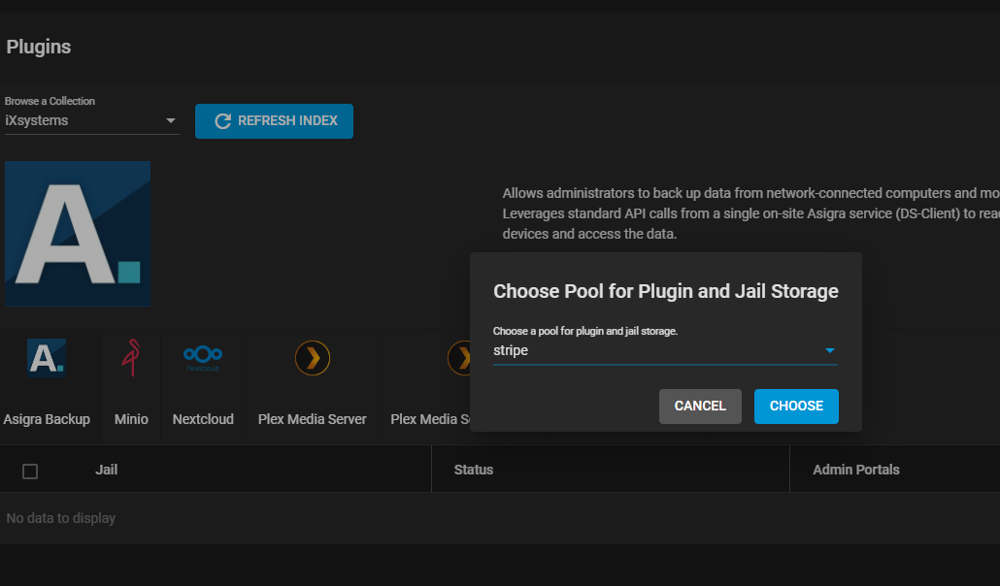 Plugins
Browse a Collection
iXsystems
REFRESH INDEX
A.
Allows administrators to back up data from network-connected computers and mo
Leverages standard API calls from a single on-site Asigra service (DS-Client) to rea
devices and access the data.
Choose Pool for Plugin and Jail Storage
Choose a pool for plugin and jail storage.
stripe
CANCEL
CHOOSE
A.
Nextcloud
Asigra Backup
Minio
Nextcloud
Plex Media Server
Plex Media S
Jail
Status
Admin Portals
No data to display